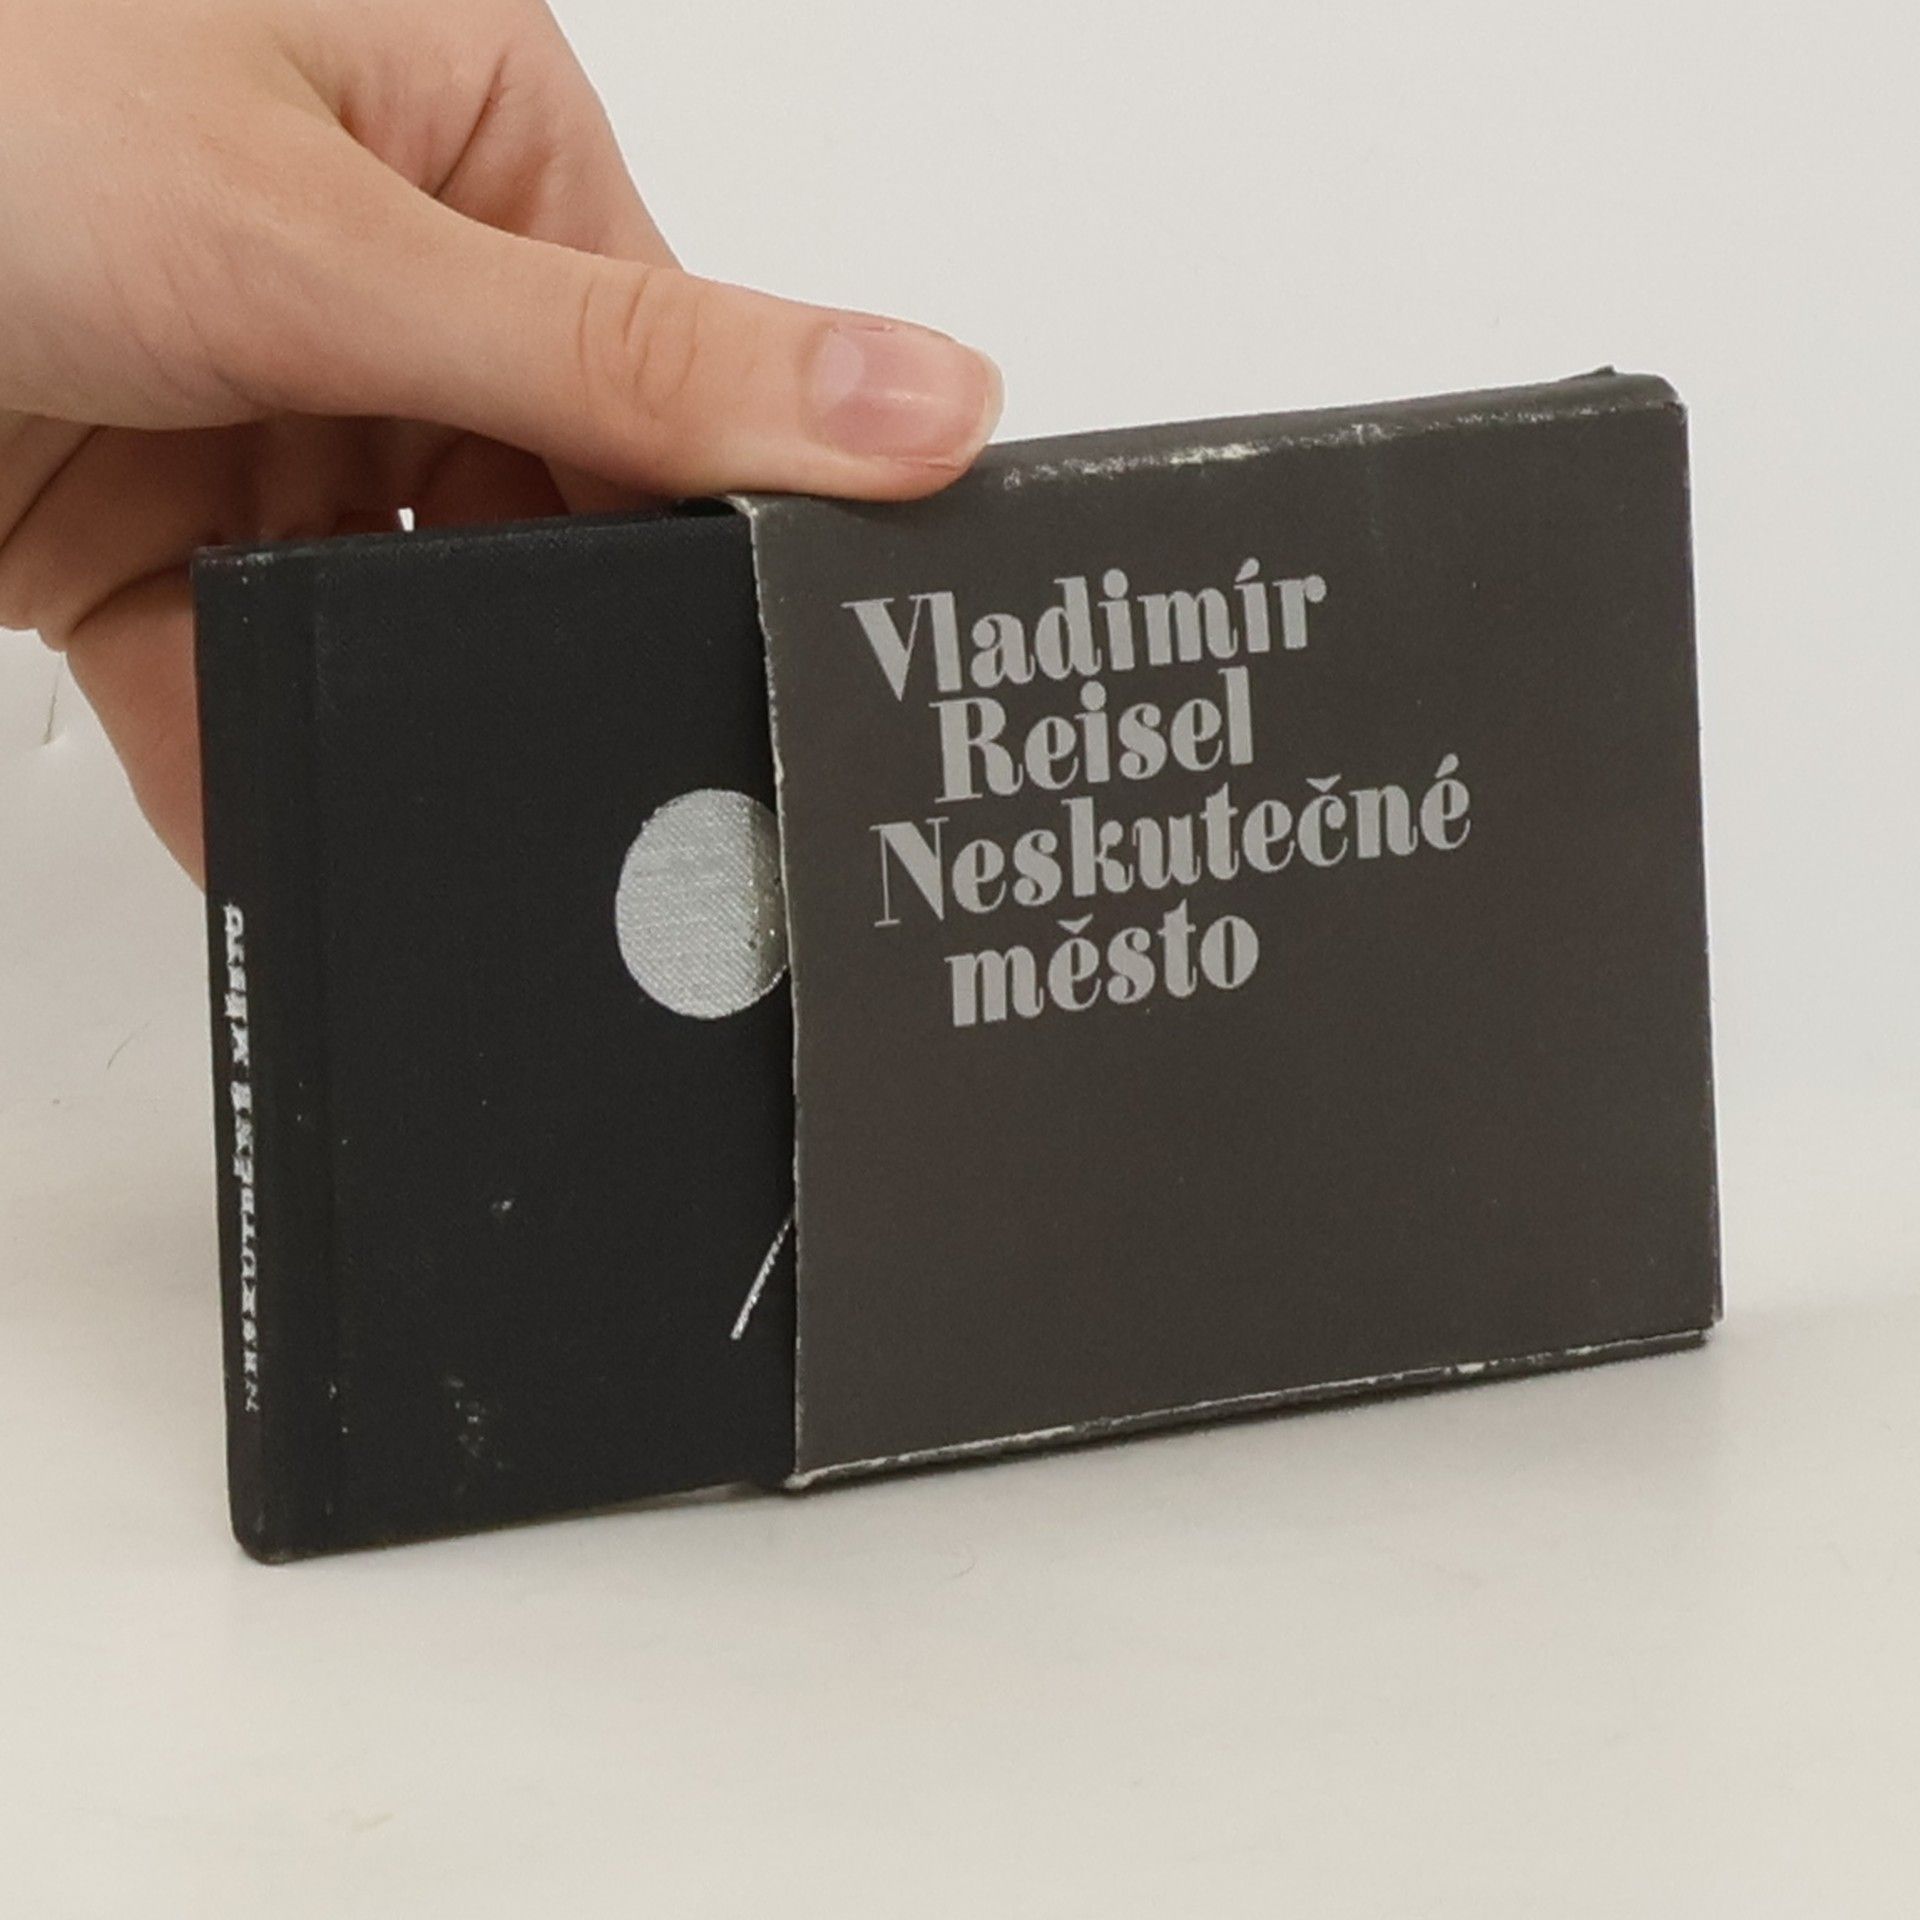 Vladimír
Reisel
Neskutečné
město